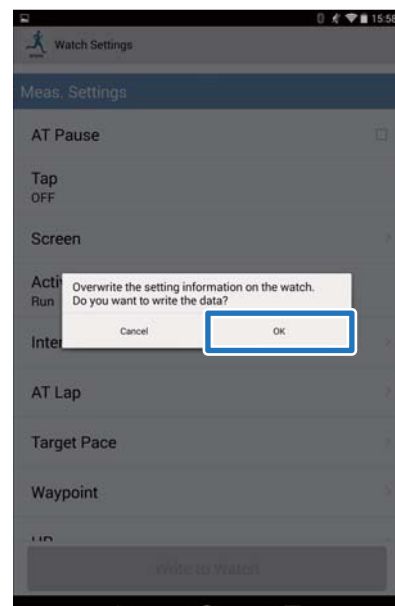 15:58
Watch Settings
Meas. Settings
AT Pause
Tap
OFF
Screen
Acti
Run
Overwrite the setting information on the watch.
Do you want to write the data?
Cancel OK
Inter
AT Lap
Target Pace
Waypoint
Write to Watch